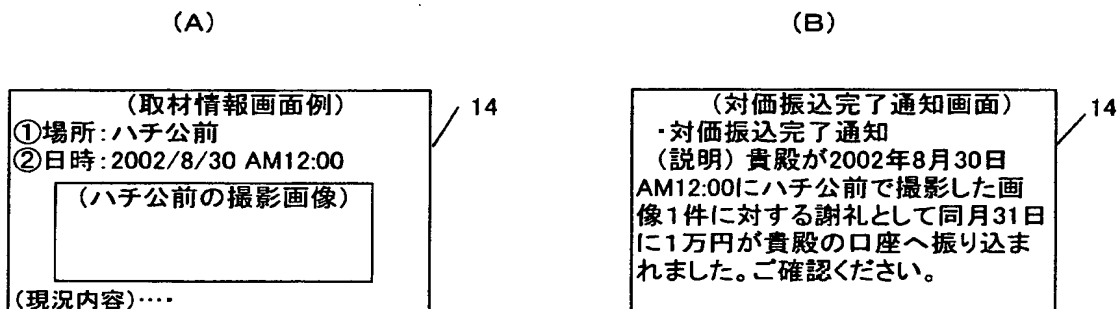 (A)
(取材情報画面例)
①場所:ハチ公前
②日時:2002/8/30 AM12:00
(ハチ公前の撮影画像)
(現況内容)‥‥
14
(B)
(対価振込完了通知画面)
・対価振込完了通知
(説明) 貴殿が2002年8月30日
AM12:00にハチ公前で撮影した画
像1件に対する謝礼として同月31日
に1万円が貴殿の口座へ振り込ま
れました。ご確認ください。
14